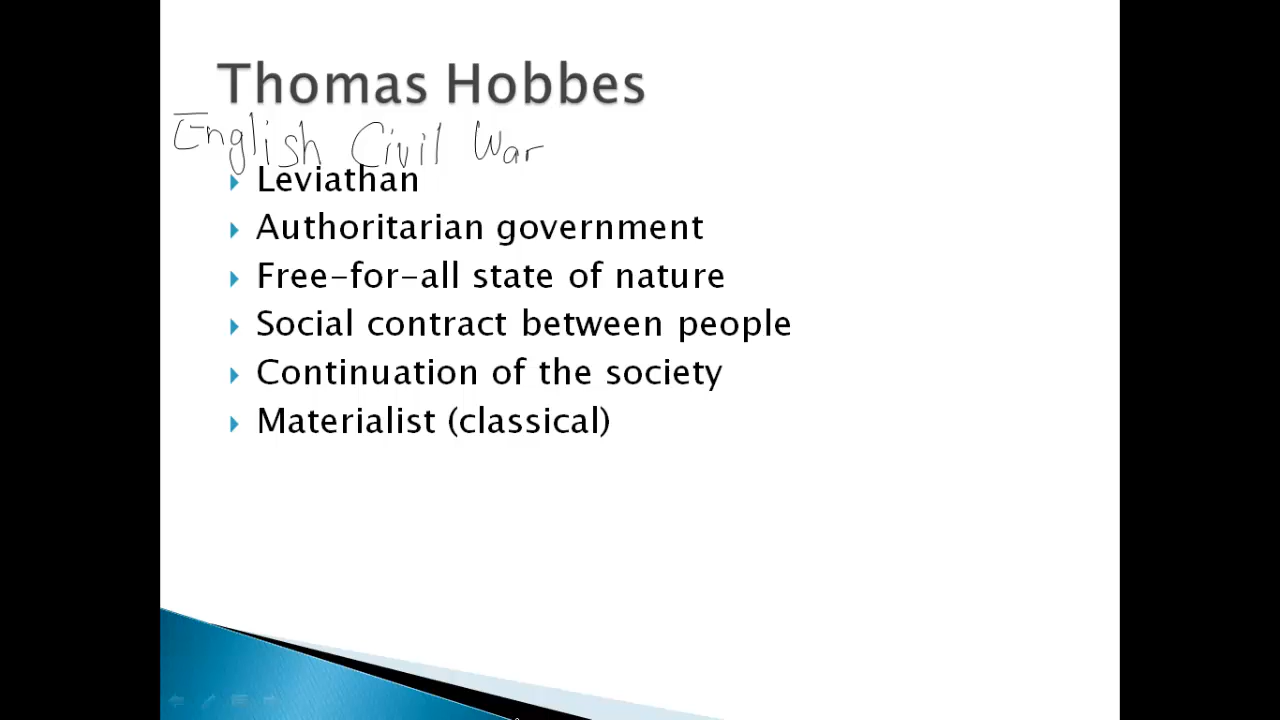 Thomas Hobbes
English Civil War
Leviathan
Authoritarian government
Free-for-all state of nature
Social contract between people
Continuation of the society
Materialist (classical)